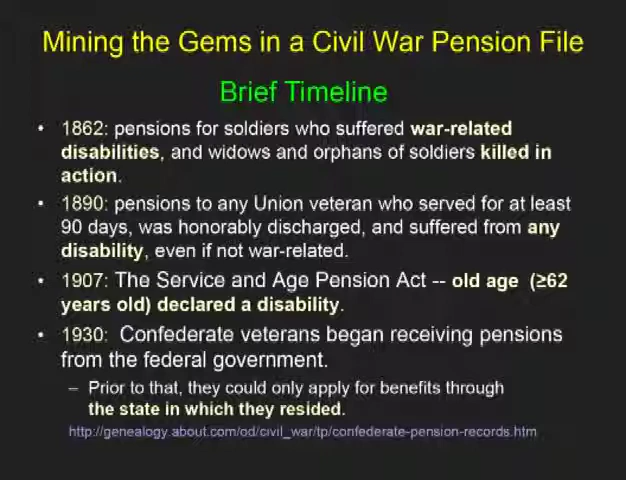 Mining the Gems in a Civil War Pension File
Brief Timeline
• 1862: pensions for soldiers who suffered war-related
disabilities, and widows and orphans of soldiers killed in
action.
• 1890: pensions to any Union veteran who served for at least
90 days, was honorably discharged, and suffered from any
disability, even if not war-related.
• 1907: The Service and Age Pension Act -- old age (≥62
years old) declared a disability.
• 1930: Confederate veterans began receiving pensions
from the federal government.
– Prior to that, they could only apply for benefits through
the state in which they resided.
http://genealogy.about.com/od/civil_war/tp/confederate-pension-records.htm